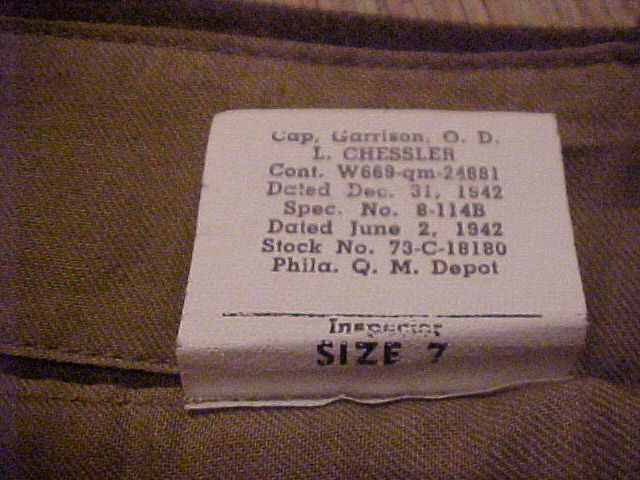 Cap, Garrison, O. D.
L. CHESSLER
Cont. W669-qm-24881
Dated Dec. 31, 1942
Spec. No. 8-114B
Dated June 2, 1942
Stock No. 73-C-18180
Phila. Q. M. Depot
Inspector
SIZE 7